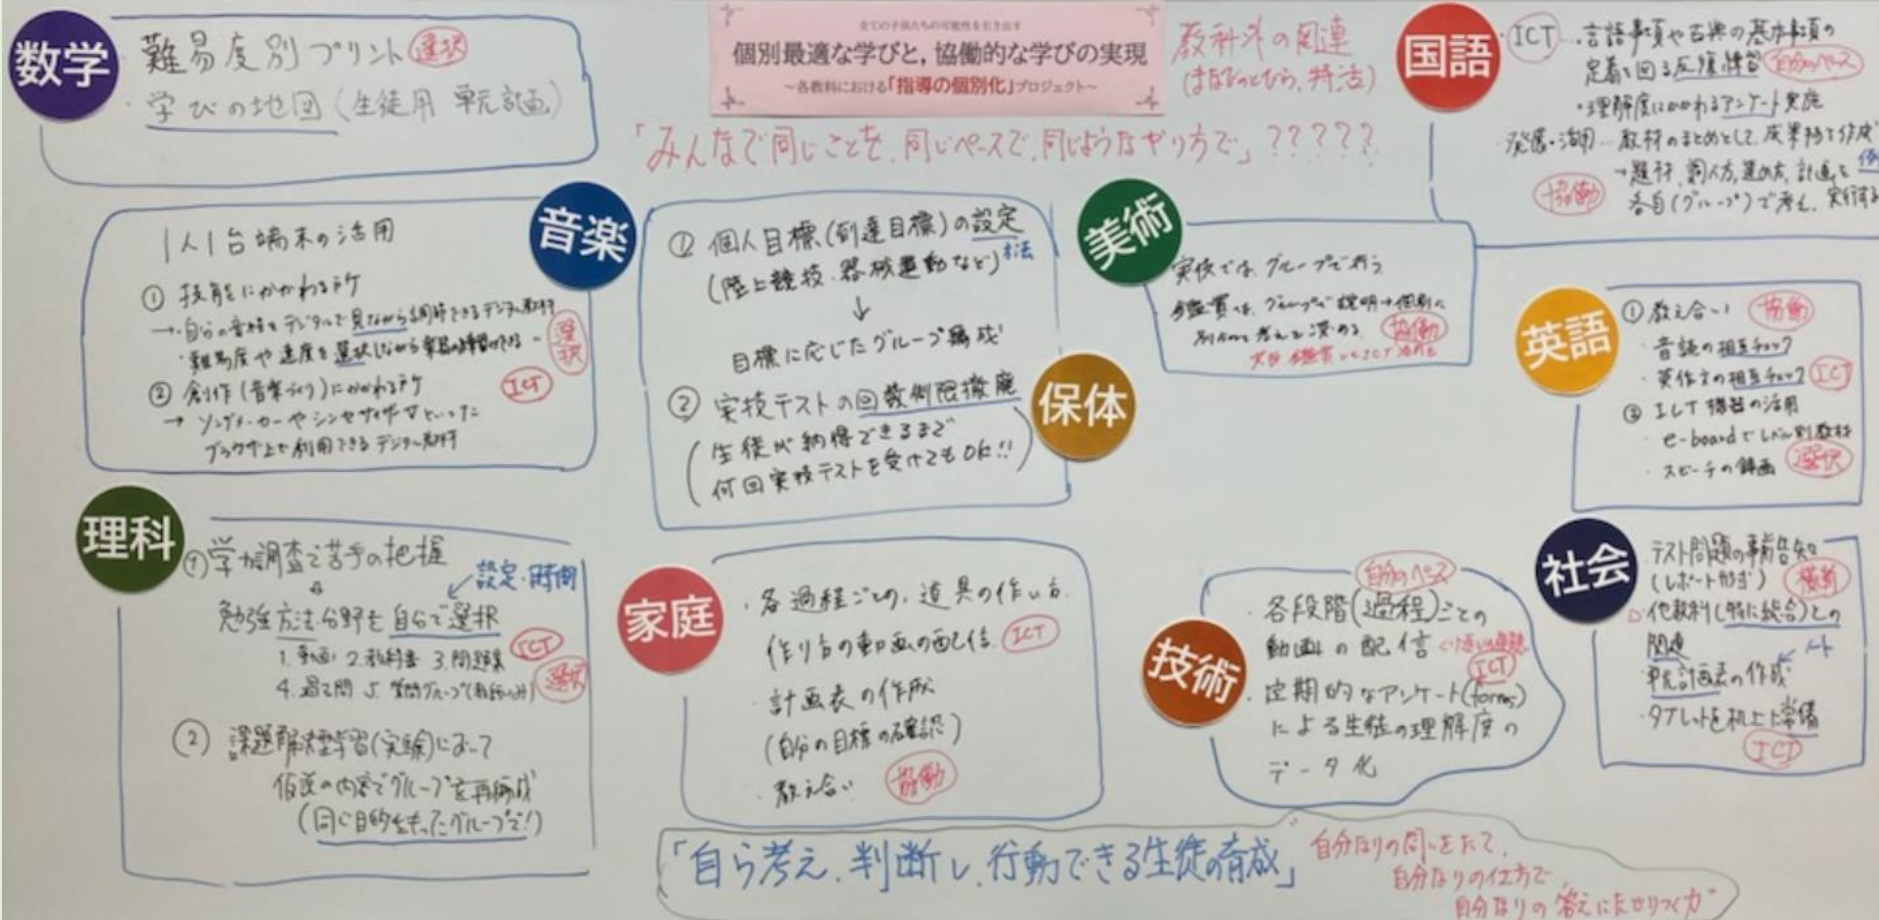 全ての子供たちの可能性を引き出す
個別最適な学びと，協働的な学びの実現
～各教科における「指導の個別化」プロジェクト～
教科外の関連
(まなびのとびら、特活)
「みんなで同じことを、同じペースで、同じようなやり方で」?????
数学
難易度別プリント 選択
・学びの地図(生徒用 単元計画)
国語
ICT ・言語事項や古典の基本事項の
定着を図る反復練習 自分のペース
・理解度にかかわるアンケート実施
発展・活用…教材のまとめとして、成果物を作成
→題材、調べ方、進め方、計画を
協働 各自(グループ)で考え、実行する
音楽
1人1台端末の活用
① 技能にかかわる
→・自分の音程をデジタルで見ながら調節できるデジタル教材
・難易度や速度を選択しながら
選択
② 創作(音楽づくり)にかかわる
ICT
→ ソングメーカーやシンセサイザーといった
ブラウザ上で利用できるデジタル教材
保体
① 個人目標(到達目標)の設定
(陸上競技、器械運動など) 方法
↓
目標に応じたグループ編成
② 実技テストの回数制限撤廃
(生徒が納得できるまで
何回実技テストを受けてもOK!!)
美術
実技では、グループで行う
鑑賞は、グループで説明→個別に
考えを深める。 協働
英語
① 教え合い 協働
・音読の相互チェック
・英作文の相互チェック ICT
② ICT機器の活用
・e-boardでレベル別教材
・スピーチの録画 選択
理科
① 学力調査で苦手の把握
設定・時間
勉強方法・分野を自分で選択
1.動画 2.教科書 3.問題集 ICT
4.過去問 5.質問グループ 選択
② 課題解決型学習(実験)において
仮説の内容でグループを再編成
(同じ目的をもったグループで!)
家庭
・各過程ごとの、道具の使い方、
作り方の動画の配信 ICT
・計画表の作成
(自分の目標の確認)
・教え合い 協働
技術
自分のペース
・各段階(過程)ごとの
動画の配信
ICT
・定期的なアンケート(forms)
による生徒の理解度の
データ化
社会
テスト問題の事前告知
(レポート形式) 横断
他教科(特に総合)との
関連
・単元計画表の作成
・タブレットを机上に常備
ICT
「自ら考え、判断し、行動できる生徒の育成」
自分なりの問いをたて、
自分なりの仕方で
自分なりの答えにたどりつく力"